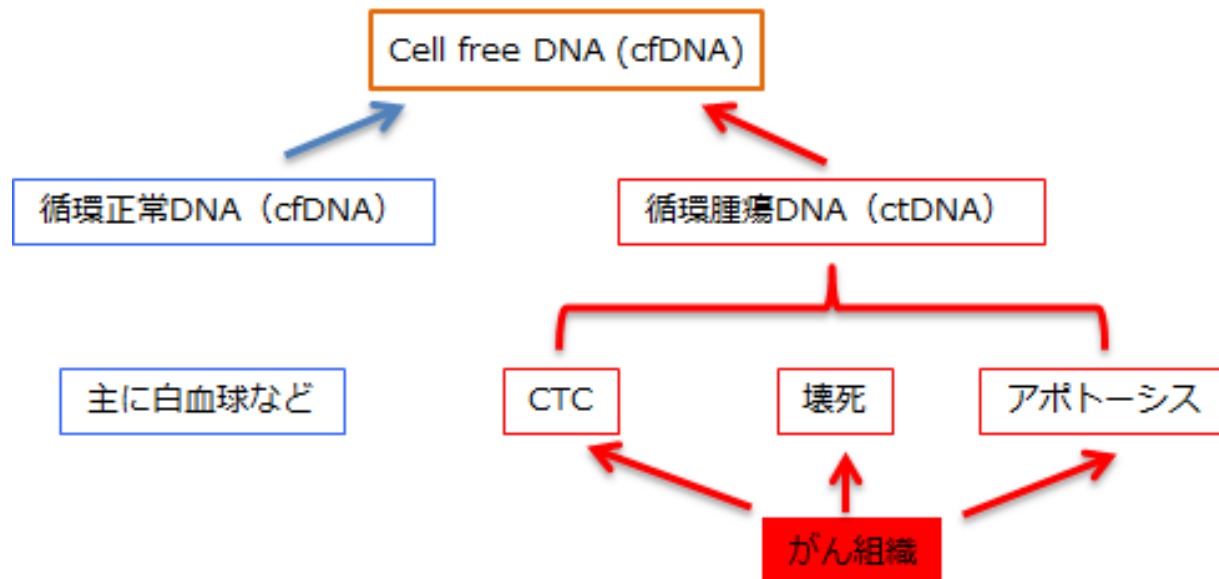 Cell free DNA (cfDNA)
循環正常DNA（cfDNA）
循環腫瘍DNA（ctDNA）
主に白血球など
CTC
壊死
アポトーシス
がん組織